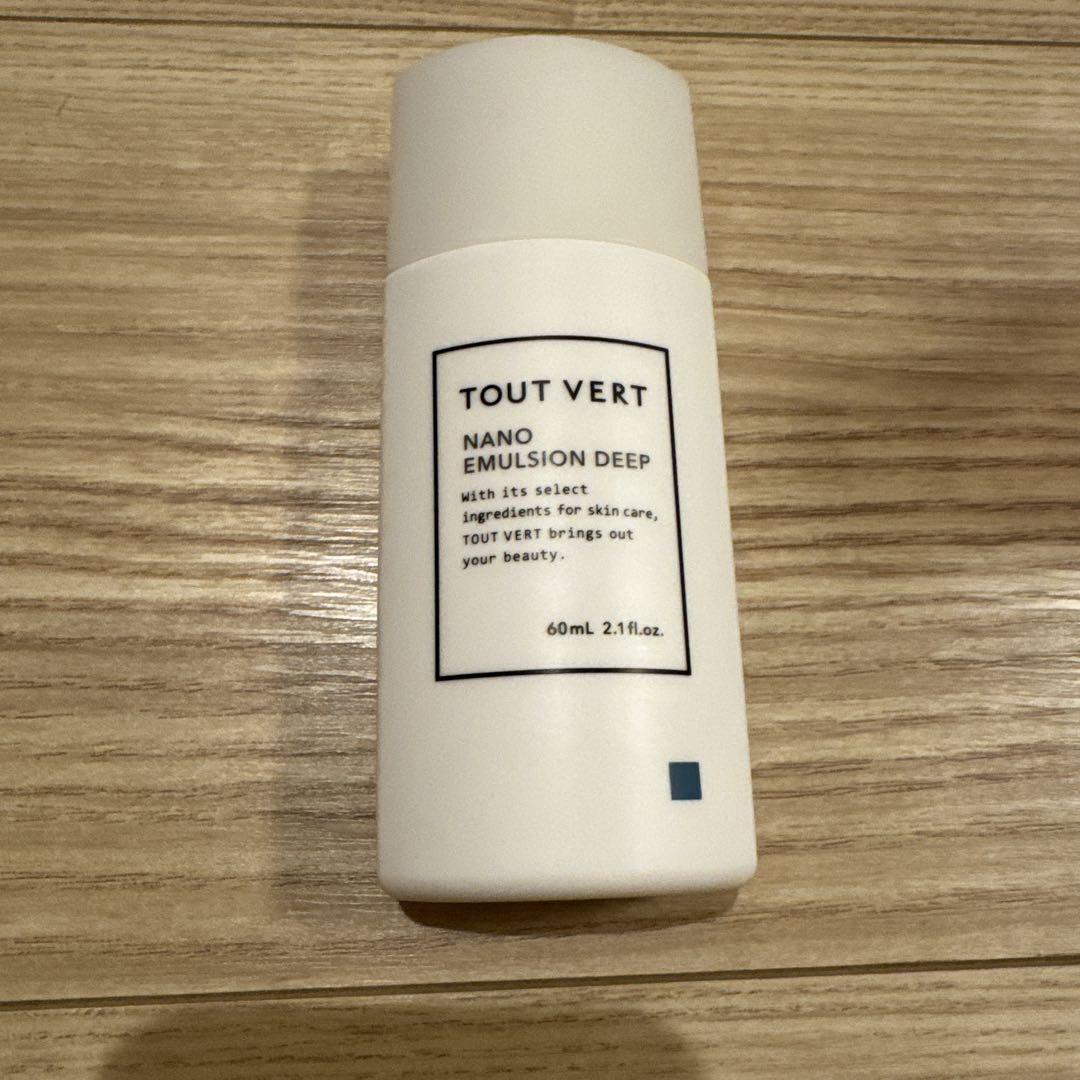 TOUT VERT
NANO
EMULSION DEEP
With its select
ingredients for skin care,
TOUT VERT brings out
your beauty.
60mL 2.1fl.oz.